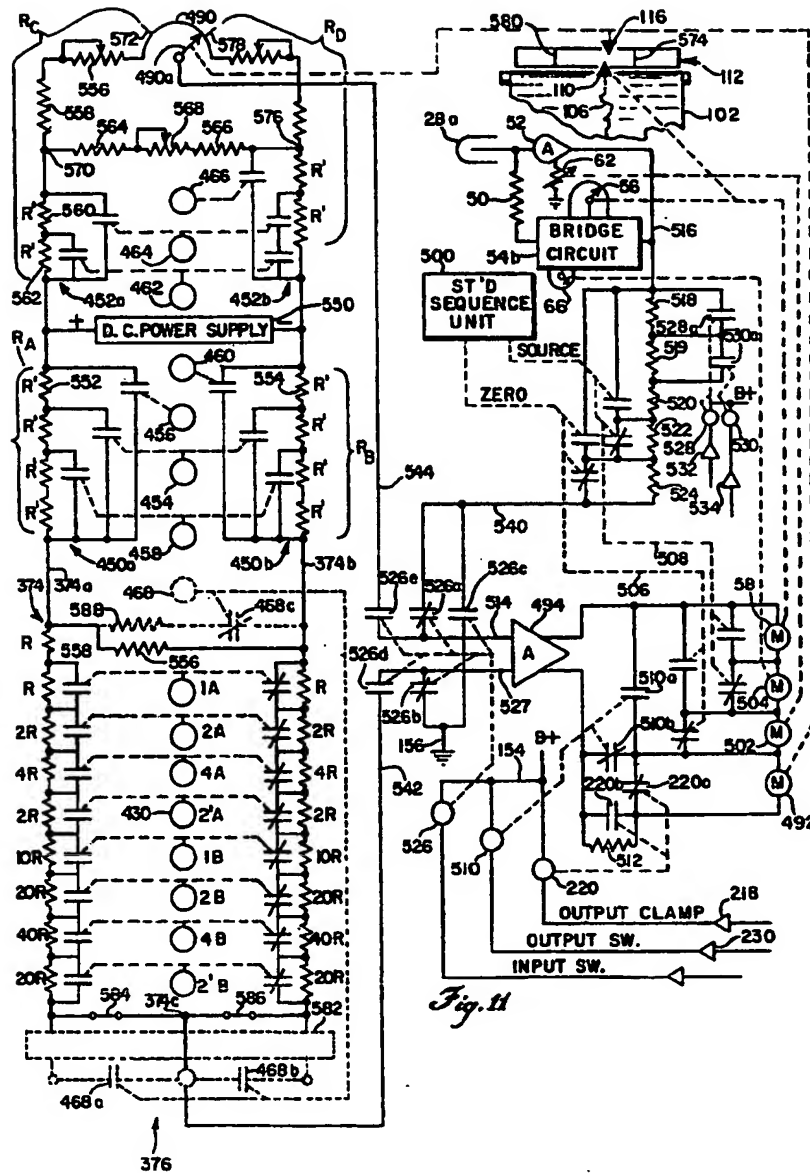 RC 572 490 578 RD
556 490a
558
564 568 566 576
570 466
R' 560 R'
464 R'
R' 562 462
452a 452b
550
+ D.C. POWER SUPPLY −
RA
R' 552 460 554 R'
R' 456 R'
R' 454 R'
R' 458 R'
RB
450a 450b
374a 374b
374 468
588 468c
R 558 556
R 1A R
2R 2A 2R
4R 4A 4R
2R 430 2'A 2R
10R 1B 10R
20R 2B 20R
40R 4B 40R
20R 2'B 20R
584 374c 586 582
468a 468b
376
580 116 574
110 112
106 102
28a 52
A
62
50 56
BRIDGE CIRCUIT
54b 516
66
500
ST'D SEQUENCE UNIT
SOURCE
ZERO
518 528a
519 530a
520 B+
522 528 530
524 532
534
544 540
508
506
526e 526a 526c
514 494
A
58 M
526d 510a
527 504 M
526b 510b 502 M
156 220a
B+ 220b 492 M
154
542
526 510 220 512
OUTPUT CLAMP 218
OUTPUT SW. 230
INPUT SW.
Fig. 11